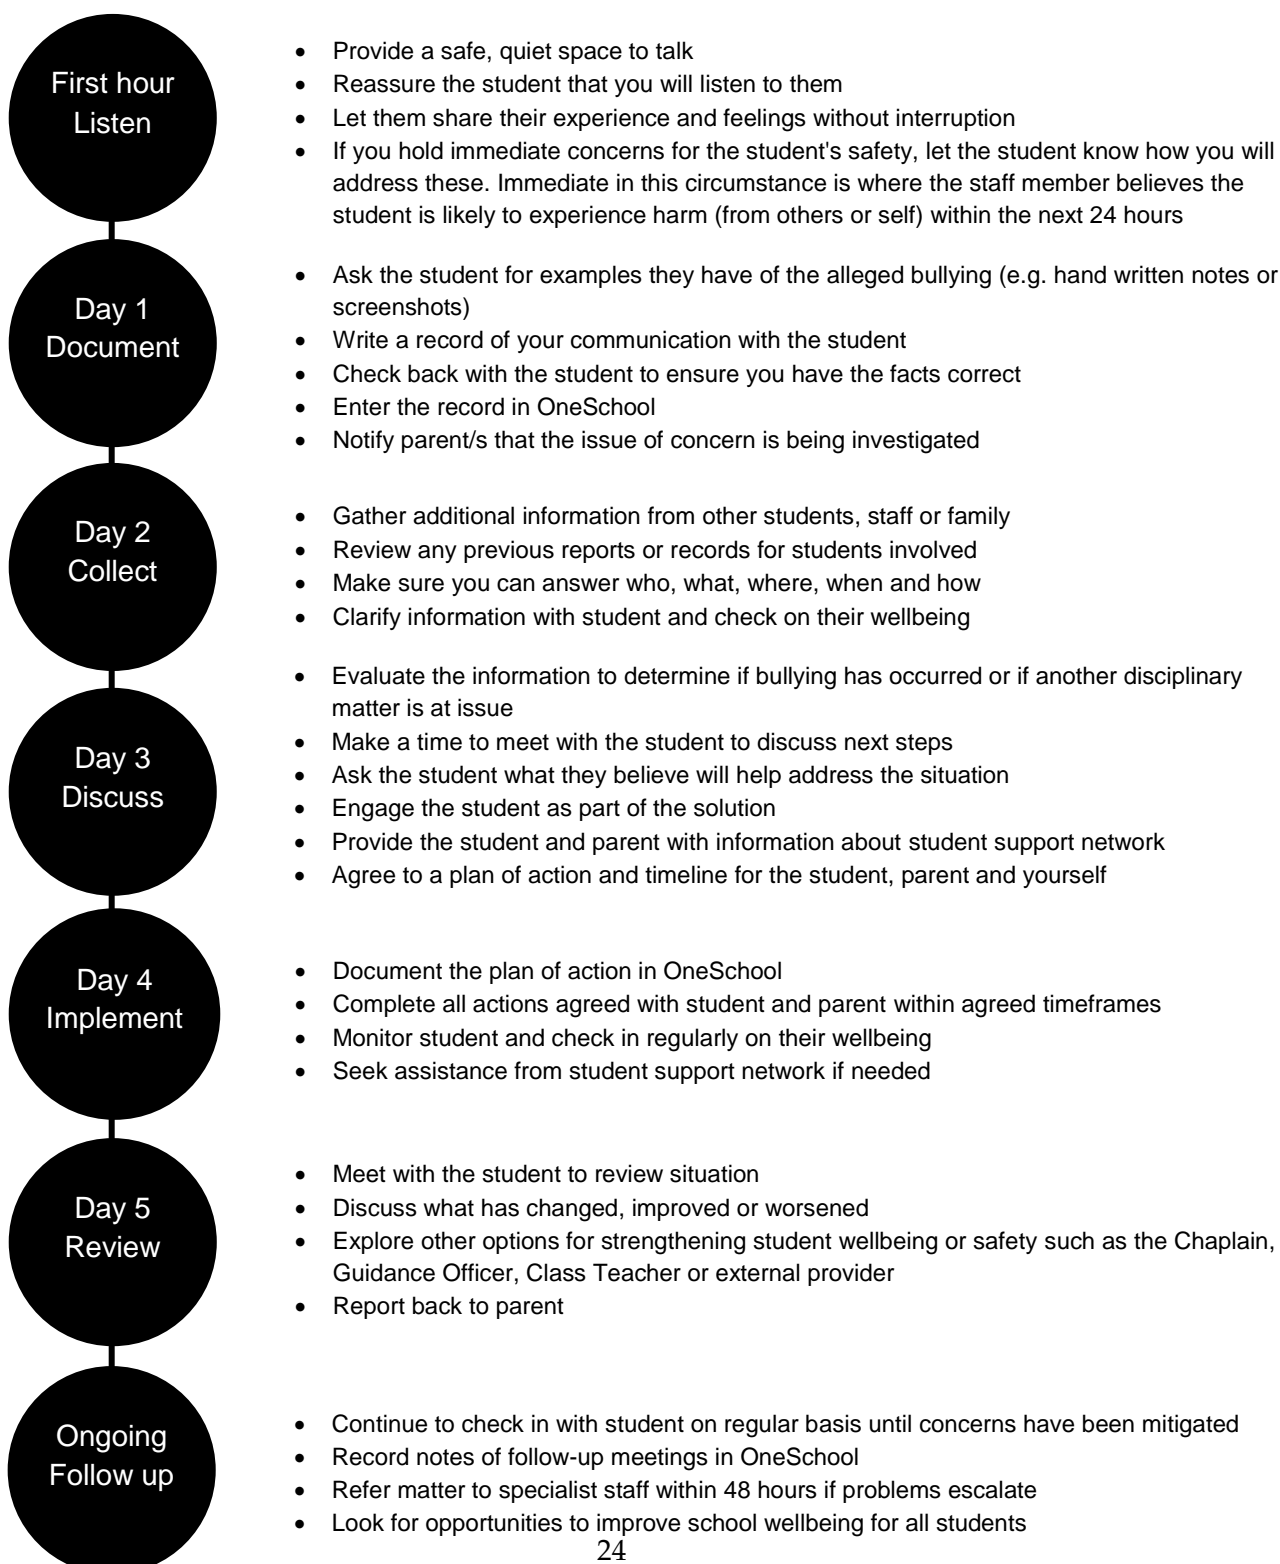 First hour
Listen
• Provide a safe, quiet space to talk
• Reassure the student that you will listen to them
• Let them share their experience and feelings without interruption
• If you hold immediate concerns for the student's safety, let the student know how you will
address these. Immediate in this circumstance is where the staff member believes the
student is likely to experience harm (from others or self) within the next 24 hours
Day 1
Document
• Ask the student for examples they have of the alleged bullying (e.g. hand written notes or
screenshots)
• Write a record of your communication with the student
• Check back with the student to ensure you have the facts correct
• Enter the record in OneSchool
• Notify parent/s that the issue of concern is being investigated
Day 2
Collect
• Gather additional information from other students, staff or family
• Review any previous reports or records for students involved
• Make sure you can answer who, what, where, when and how
• Clarify information with student and check on their wellbeing
Day 3
Discuss
• Evaluate the information to determine if bullying has occurred or if another disciplinary
matter is at issue
• Make a time to meet with the student to discuss next steps
• Ask the student what they believe will help address the situation
• Engage the student as part of the solution
• Provide the student and parent with information about student support network
• Agree to a plan of action and timeline for the student, parent and yourself
Day 4
Implement
• Document the plan of action in OneSchool
• Complete all actions agreed with student and parent within agreed timeframes
• Monitor student and check in regularly on their wellbeing
• Seek assistance from student support network if needed
Day 5
Review
• Meet with the student to review situation
• Discuss what has changed, improved or worsened
• Explore other options for strengthening student wellbeing or safety such as the Chaplain,
Guidance Officer, Class Teacher or external provider
• Report back to parent
Ongoing
Follow up
• Continue to check in with student on regular basis until concerns have been mitigated
• Record notes of follow-up meetings in OneSchool
• Refer matter to specialist staff within 48 hours if problems escalate
• Look for opportunities to improve school wellbeing for all students
24